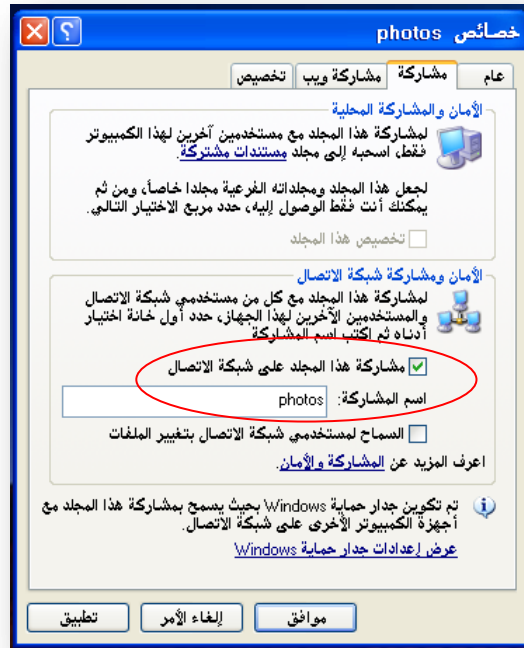 خصائص photos
عام
مشاركة
مشاركة ويب
تخصيص
الأمان والمشاركة المحلية
لمشاركة هذا المجلد مع مستخدمين آخرين لهذا الكمبيوتر
فقط، اسحبه إلى مجلد مستندات مشتركة.
لجعل هذا المجلد ومجلداته الفرعية مجلدا خاصاً، ومن ثم
يمكنك أنت فقط الوصول إليه، حدد مربع الاختيار التالي.
تخصيص هذا المجلد
الأمان ومشاركة شبكة الاتصال
لمشاركة هذا المجلد مع كل من مستخدمي شبكة الاتصال
والمستخدمين الآخرين لهذا الجهاز، حدد أول خانة اختيار
أدناه ثم اكتب اسم المشاركة
مشاركة هذا المجلد على شبكة الاتصال
اسم المشاركة: photos
السماح لمستخدمي شبكة الاتصال بتغيير الملفات
اعرف المزيد عن المشاركة والأمان.
تم تكوين جدار حماية Windows بحيث يسمح بمشاركة هذا المجلد مع
أجهزة الكمبيوتر الأخرى على شبكة الاتصال.
عرض إعدادات جدار حماية Windows
موافق
إلغاء الأمر
تطبيق